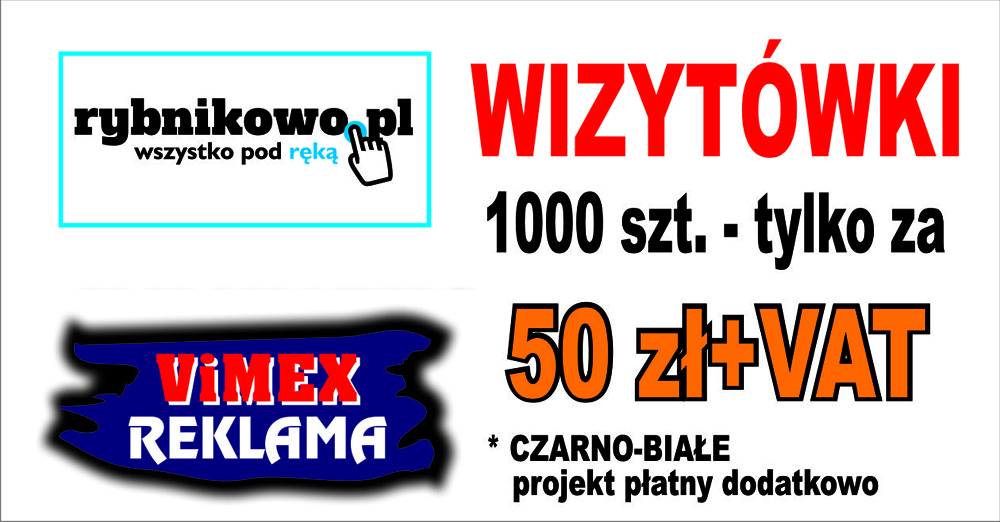 rybnikowo.pl
wszystko pod ręką
WIZYTÓWKI
1000 szt. - tylko za
50 zł+VAT
ViMEX
REKLAMA
* CZARNO-BIAŁE
projekt płatny dodatkowo